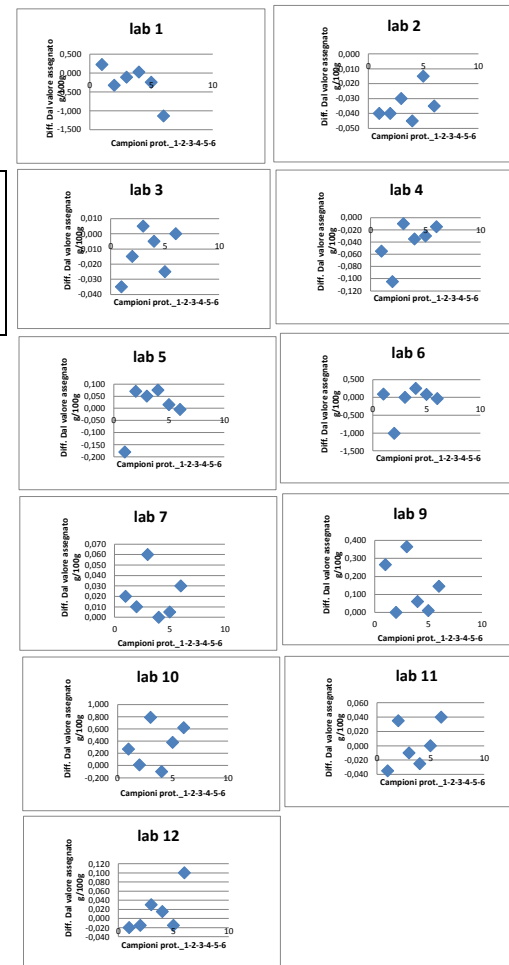 lab 1
Diff. Dal valore assegnato
g/100g
0,500
0,000
-0,500
-1,000
-1,500
0
5
10
Campioni prot._1-2-3-4-5-6
lab 2
Diff. Dal valore assegnato
g/100g
0,000
-0,010
-0,020
-0,030
-0,040
-0,050
0
5
10
Campioni prot._1-2-3-4-5-6
lab 3
Diff. Dal valore assegnato
g/100g
0,010
0,000
-0,010
-0,020
-0,030
-0,040
0
5
10
Campioni prot._1-2-3-4-5-6
lab 4
Diff. Dal valore assegnato
g/100g
0,000
-0,020
-0,040
-0,060
-0,080
-0,100
-0,120
0
5
10
Campioni prot._1-2-3-4-5-6
lab 5
Diff. Dal valore assegnato
g/100g
0,100
0,050
0,000
-0,050
-0,100
-0,150
-0,200
0
5
10
Campioni prot._1-2-3-4-5-6
lab 6
Diff. Dal valore assegnato
g/100g
0,500
0,000
-0,500
-1,000
-1,500
0
5
10
Campioni prot._1-2-3-4-5-6
lab 7
Diff. Dal valore assegnato
g/100g
0,070
0,060
0,050
0,040
0,030
0,020
0,010
0,000
0
5
10
Campioni prot._1-2-3-4-5-6
lab 9
Diff. Dal valore assegnato
g/100g
0,400
0,300
0,200
0,100
0,000
0
5
10
Campioni prot._1-2-3-4-5-6
lab 10
Diff. Dal valore assegnato
g/100g
1,000
0,800
0,600
0,400
0,200
0,000
-0,200
0
5
10
Campioni prot._1-2-3-4-5-6
lab 11
Diff. Dal valore assegnato
g/100g
0,060
0,040
0,020
0,000
-0,020
-0,040
0
5
10
Campioni prot._1-2-3-4-5-6
lab 12
Diff. Dal valore assegnato
g/100g
0,120
0,100
0,080
0,060
0,040
0,020
0,000
-0,020
-0,040
0
5
10
Campioni prot._1-2-3-4-5-6